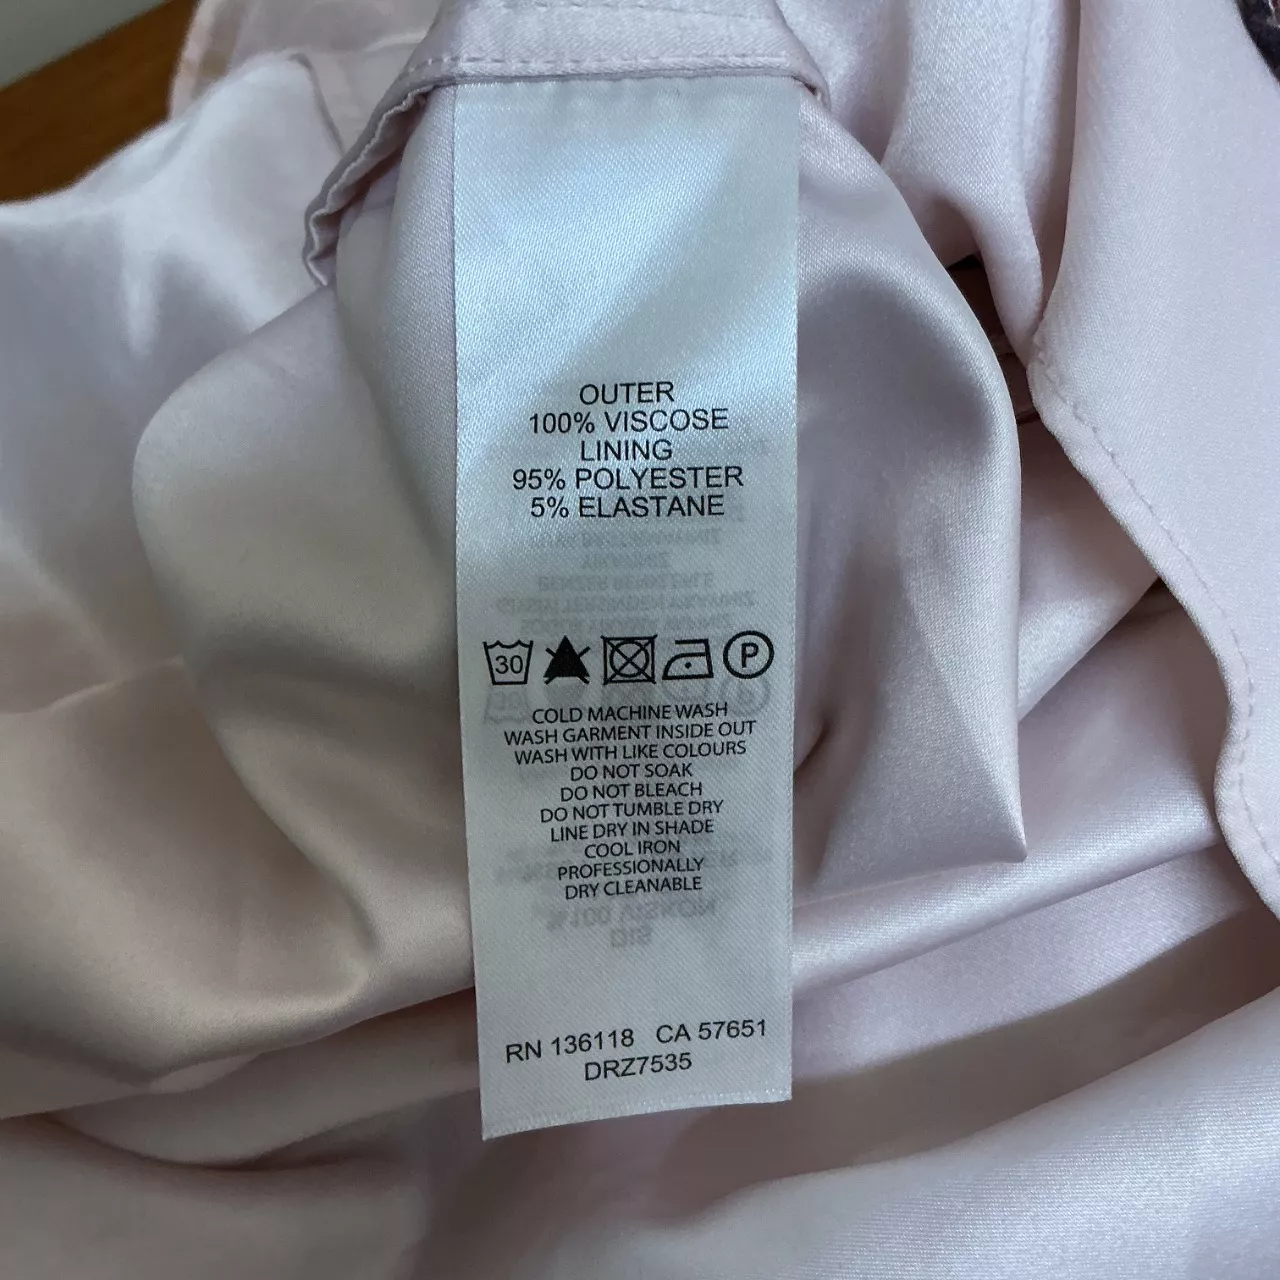 OUTER
100% VISCOSE
LINING
95% POLYESTER
5% ELASTANE
30 P
COLD MACHINE WASH
WASH GARMENT INSIDE OUT
WASH WITH LIKE COLOURS
DO NOT SOAK
DO NOT BLEACH
DO NOT TUMBLE DRY
LINE DRY IN SHADE
COOL IRON
PROFESSIONALLY
DRY CLEANABLE
RN 136118 CA 57651
DRZ7535